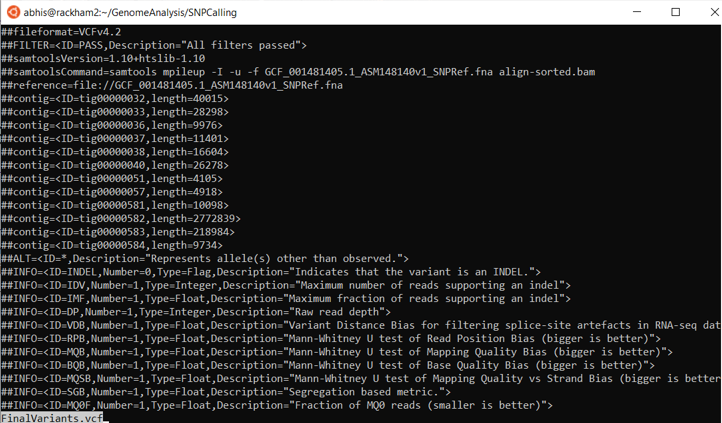 abhis@rackham2:~/GenomeAnalysis/SNPCalling
##fileformat=VCFv4.2
##FILTER=<ID=PASS,Description="All filters passed">
##samtoolsVersion=1.10+htslib-1.10
##samtoolsCommand=samtools mpileup -I -u -f GCF_001481405.1_ASM148140v1_SNPRef.fna align-sorted.bam
##reference=file://GCF_001481405.1_ASM148140v1_SNPRef.fna
##contig=<ID=tig00000032,length=40015>
##contig=<ID=tig00000033,length=28298>
##contig=<ID=tig00000036,length=9976>
##contig=<ID=tig00000037,length=11401>
##contig=<ID=tig00000038,length=16604>
##contig=<ID=tig00000040,length=26278>
##contig=<ID=tig00000051,length=4105>
##contig=<ID=tig00000057,length=4918>
##contig=<ID=tig00000581,length=10098>
##contig=<ID=tig00000582,length=2772839>
##contig=<ID=tig00000583,length=218984>
##contig=<ID=tig00000584,length=9734>
##ALT=<ID=*,Description="Represents allele(s) other than observed.">
##INFO=<ID=INDEL,Number=0,Type=Flag,Description="Indicates that the variant is an INDEL.">
##INFO=<ID=IDV,Number=1,Type=Integer,Description="Maximum number of reads supporting an indel">
##INFO=<ID=IMF,Number=1,Type=Float,Description="Maximum fraction of reads supporting an indel">
##INFO=<ID=DP,Number=1,Type=Integer,Description="Raw read depth">
##INFO=<ID=VDB,Number=1,Type=Float,Description="Variant Distance Bias for filtering splice-site artefacts in RNA-seq dat
##INFO=<ID=RPB,Number=1,Type=Float,Description="Mann-Whitney U test of Read Position Bias (bigger is better)">
##INFO=<ID=MQB,Number=1,Type=Float,Description="Mann-Whitney U test of Mapping Quality Bias (bigger is better)">
##INFO=<ID=BQB,Number=1,Type=Float,Description="Mann-Whitney U test of Base Quality Bias (bigger is better)">
##INFO=<ID=MQSB,Number=1,Type=Float,Description="Mann-Whitney U test of Mapping Quality vs Strand Bias (bigger is better
##INFO=<ID=SGB,Number=1,Type=Float,Description="Segregation based metric.">
##INFO=<ID=MQ0F,Number=1,Type=Float,Description="Fraction of MQ0 reads (smaller is better)">
FinalVariants.vcf